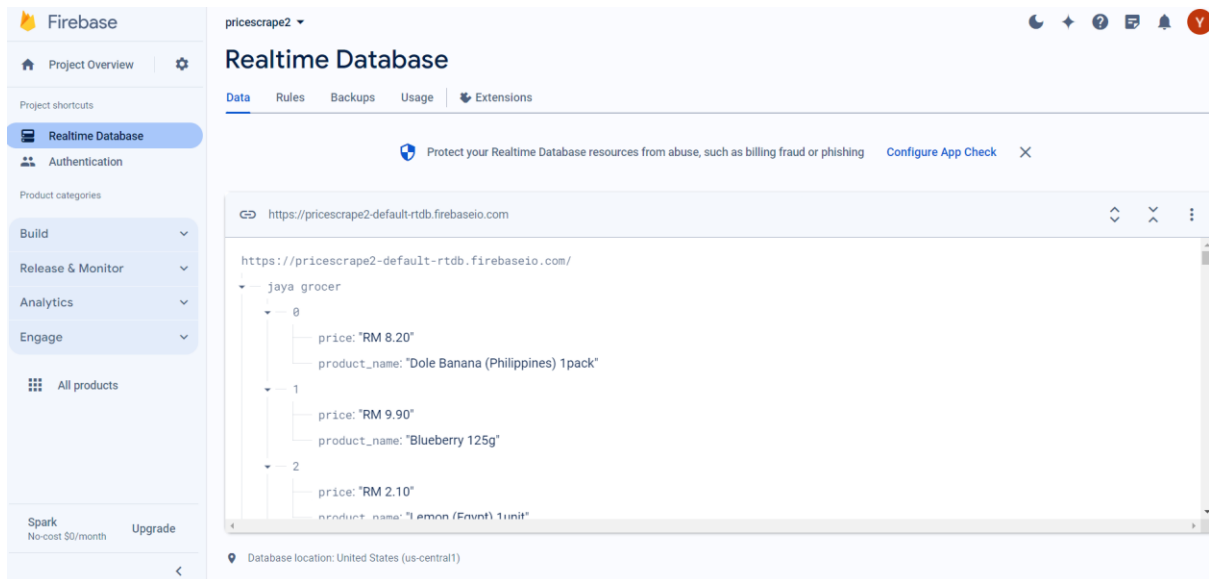 Firebase
Project Overview
Project shortcuts
Realtime Database
Authentication
Product categories
Build
Release & Monitor
Analytics
Engage
All products
Spark
No-cost $0/month
Upgrade
pricescrape2
Y
Realtime Database
Data Rules Backups Usage Extensions
Protect your Realtime Database resources from abuse, such as billing fraud or phishing Configure App Check
https://pricescrape2-default-rtdb.firebaseio.com
https://pricescrape2-default-rtdb.firebaseio.com/
jaya grocer
0
price: "RM 8.20"
product_name: "Dole Banana (Philippines) 1pack"
1
price: "RM 9.90"
product_name: "Blueberry 125g"
2
price: "RM 2.10"
product_name: "Lemon (Egypt) 1unit"
Database location: United States (us-central1)